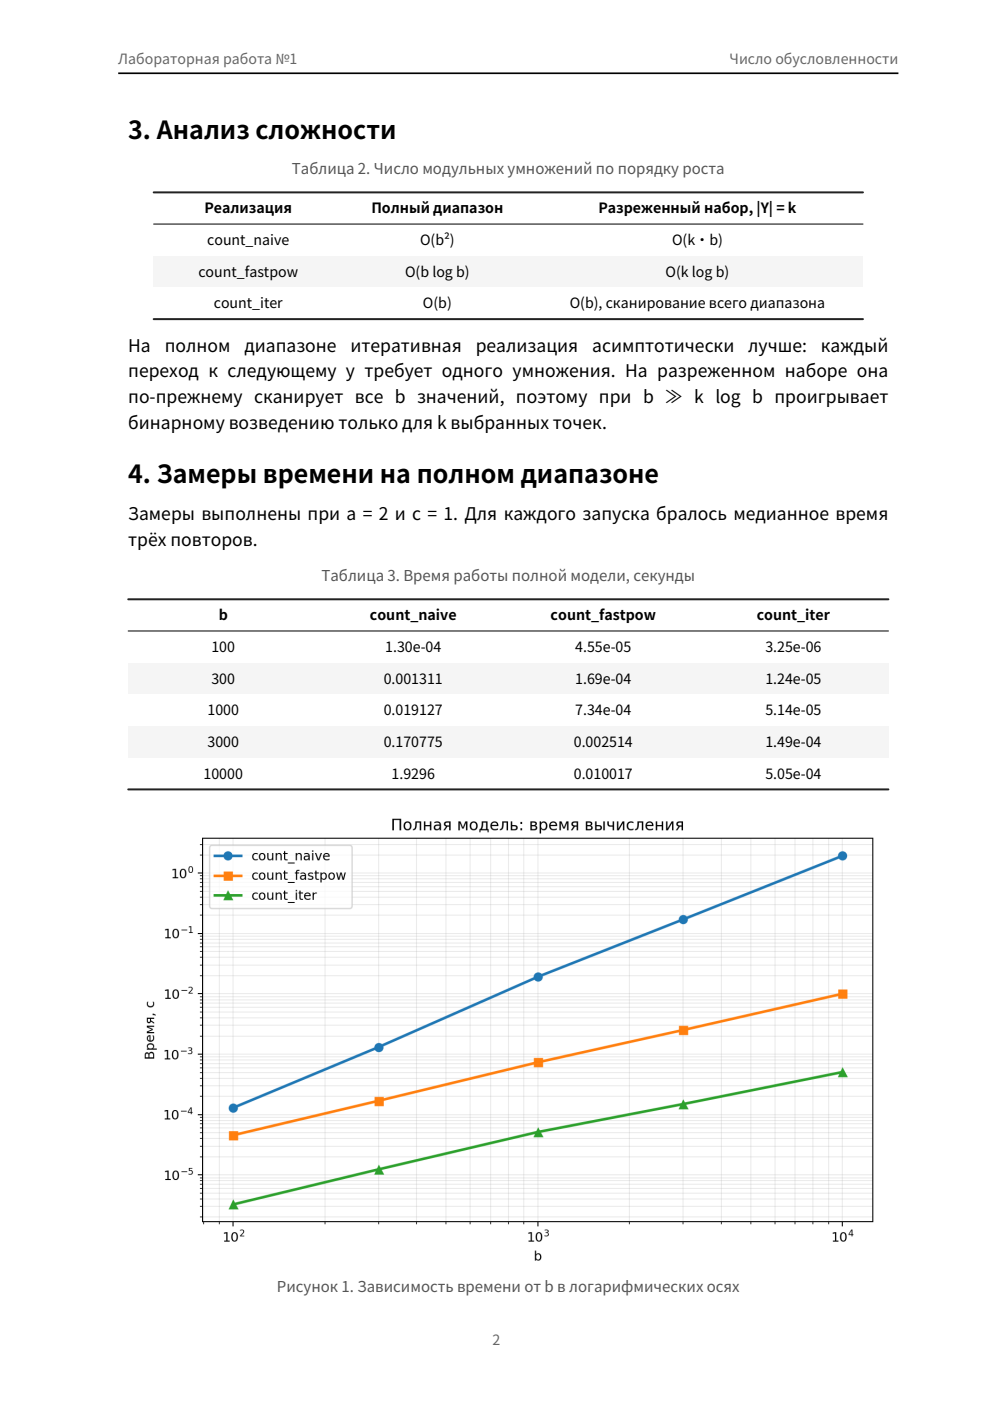 Лабораторная работа №1 Число обусловленности
3. Анализ сложности
Таблица 2. Число модульных умножений по порядку роста
Реализация Полный диапазон Разреженный набор, |Y| = k
count_naive O(b²) O(k · b)
count_fastpow O(b log b) O(k log b)
count_iter O(b) O(b), сканирование всего диапазона
На полном диапазоне итеративная реализация асимптотически лучше: каждый
переход к следующему y требует одного умножения. На разреженном наборе она
по-прежнему сканирует все b значений, поэтому при b ≫ k log b проигрывает
бинарному возведению только для k выбранных точек.
4. Замеры времени на полном диапазоне
Замеры выполнены при a = 2 и c = 1. Для каждого запуска бралось медианное время
трёх повторов.
Таблица 3. Время работы полной модели, секунды
b count_naive count_fastpow count_iter
100 1.30e-04 4.55e-05 3.25e-06
300 0.001311 1.69e-04 1.24e-05
1000 0.019127 7.34e-04 5.14e-05
3000 0.170775 0.002514 1.49e-04
10000 1.9296 0.010017 5.05e-04
Полная модель: время вычисления
count_naive
count_fastpow
count_iter
10⁰
10⁻¹
10⁻²
10⁻³
10⁻⁴
10⁻⁵
Время, с
10² 10³ 10⁴
b
Рисунок 1. Зависимость времени от b в логарифмических осях
2